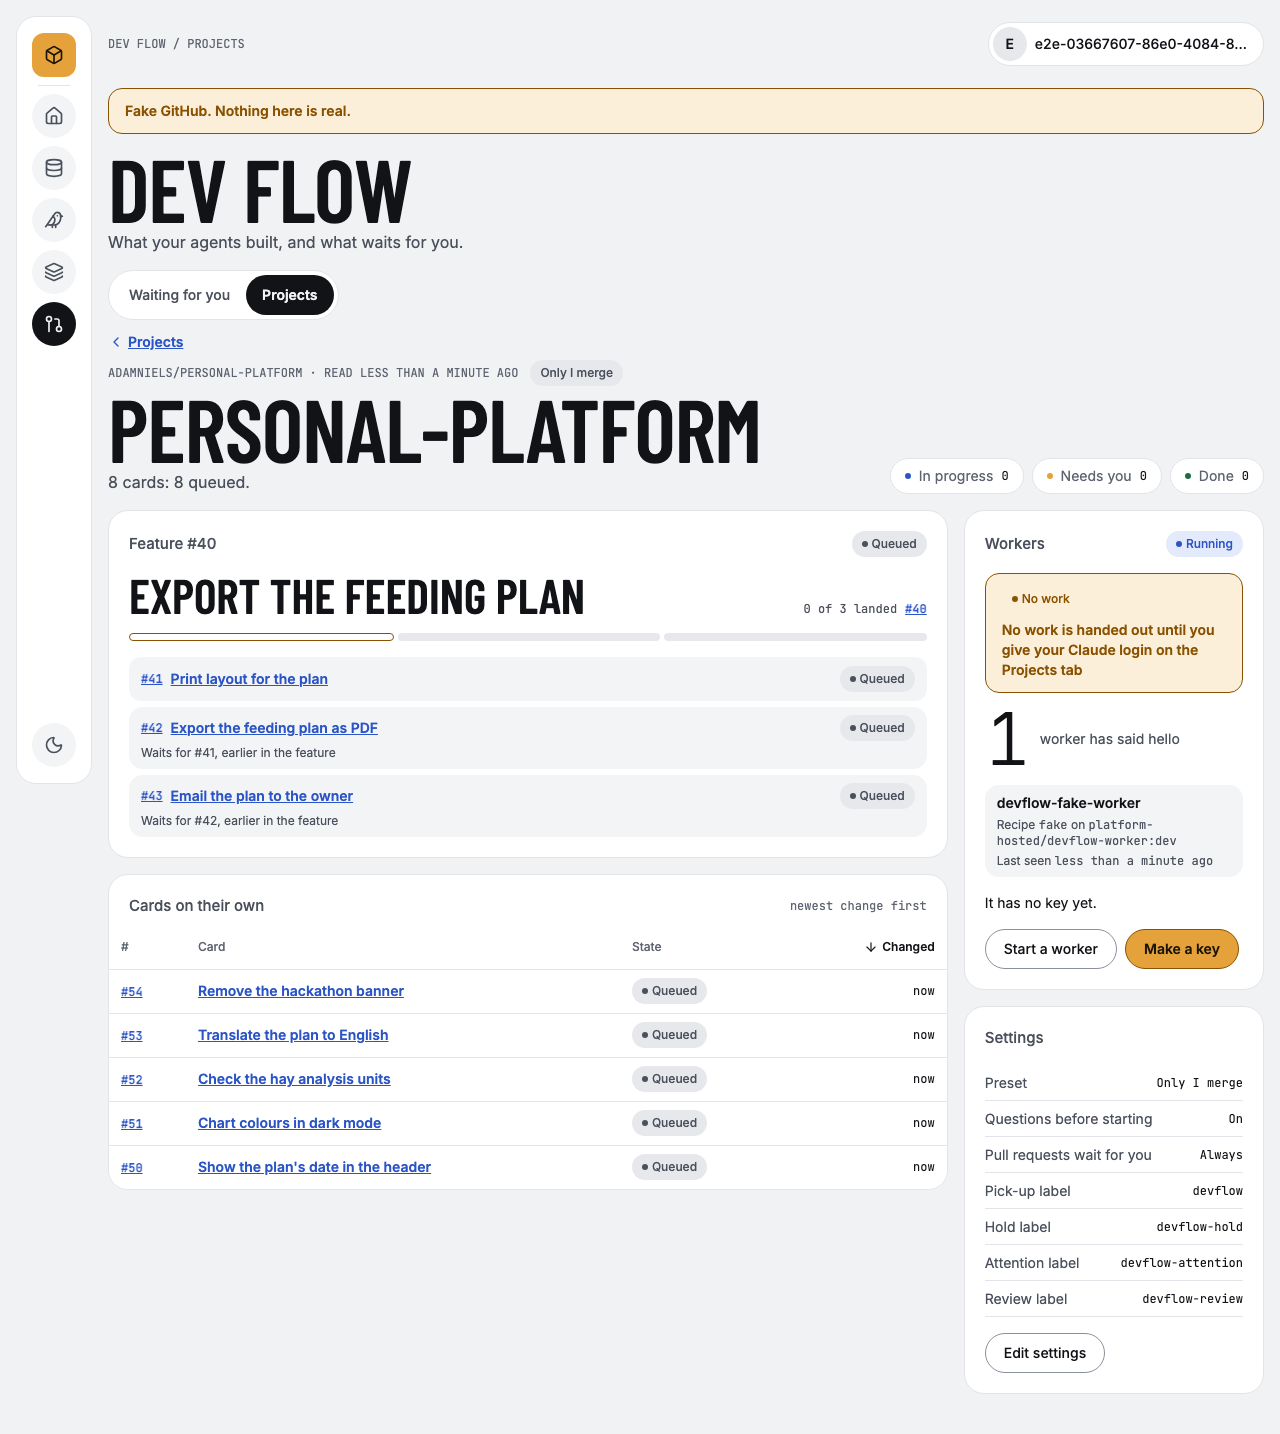 DEV FLOW / PROJECTS
E e2e-03667607-86e0-4084-8...
Fake GitHub. Nothing here is real.
DEV FLOW
What your agents built, and what waits for you.
Waiting for you Projects
Projects
ADAMNIELS/PERSONAL-PLATFORM · READ LESS THAN A MINUTE AGO Only I merge
PERSONAL-PLATFORM
8 cards: 8 queued.
In progress 0 Needs you 0 Done 0
Feature #40 Queued
EXPORT THE FEEDING PLAN
0 of 3 landed #40
#41 Print layout for the plan Queued
#42 Export the feeding plan as PDF Queued
Waits for #41, earlier in the feature
#43 Email the plan to the owner Queued
Waits for #42, earlier in the feature
Cards on their own newest change first
# Card State Changed
#54 Remove the hackathon banner Queued now
#53 Translate the plan to English Queued now
#52 Check the hay analysis units Queued now
#51 Chart colours in dark mode Queued now
#50 Show the plan's date in the header Queued now
Workers Running
No work
No work is handed out until you
give your Claude login on the
Projects tab
1 worker has said hello
devflow-fake-worker
Recipe fake on platform-
hosted/devflow-worker:dev
Last seen less than a minute ago
It has no key yet.
Start a worker Make a key
Settings
Preset Only I merge
Questions before starting On
Pull requests wait for you Always
Pick-up label devflow
Hold label devflow-hold
Attention label devflow-attention
Review label devflow-review
Edit settings